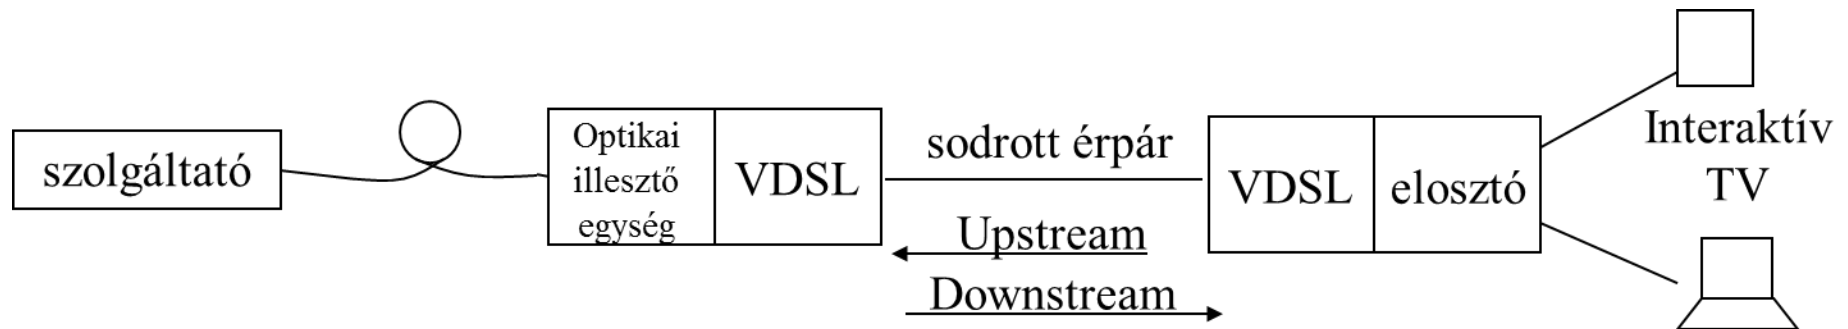 szolgáltató
Optikai
illesztő
egység
VDSL
sodrott érpár
Upstream
Downstream
VDSL
elosztó
Interaktív
TV